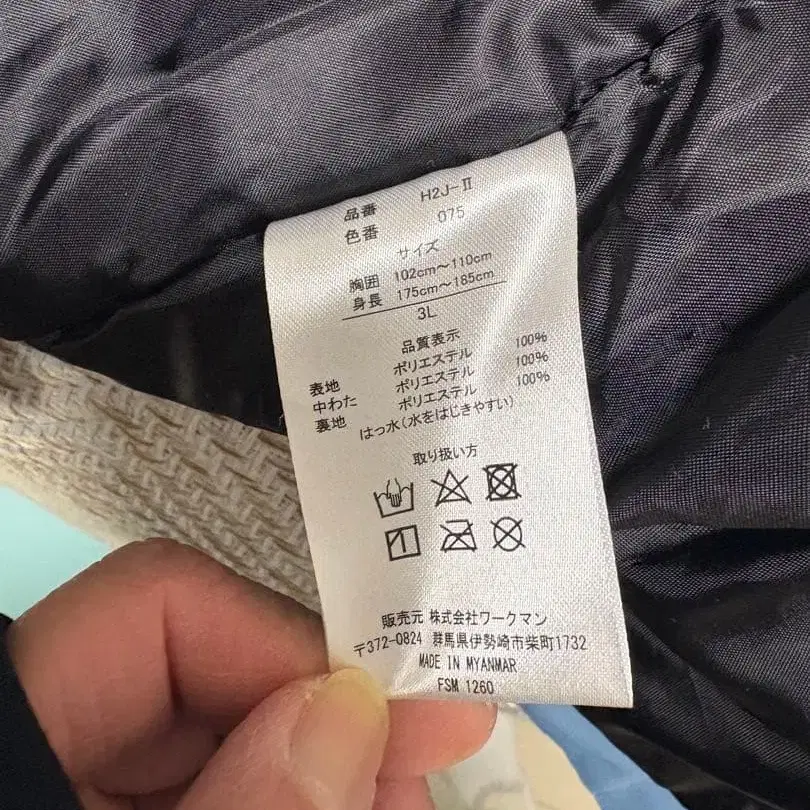 品番 H2J-Ⅱ
色番 075
サイズ
胸囲 102cm～110cm
身長 175cm～185cm
3L
品質表示
表地 ポリエステル 100%
中わた ポリエステル 100%
裏地 ポリエステル 100%
はっ水(水をはじきやすい)
取り扱い方
販売元 株式会社ワークマン
〒372-0824 群馬県伊勢崎市柴町1732
MADE IN MYANMAR
FSM 1260